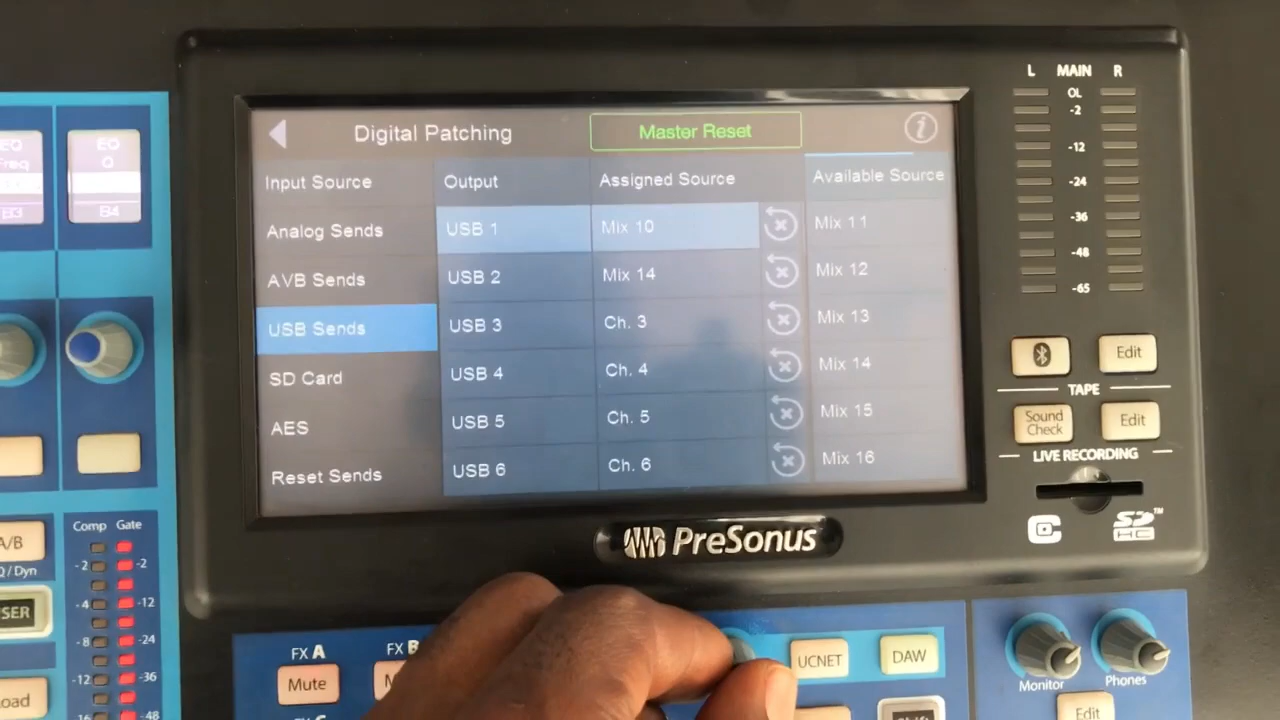 L MAIN R
OL
-2
-12
-24
-36
-48
-65
Digital Patching
Master Reset
i
Input Source
Output
Assigned Source
Available Source
Analog Sends
USB 1
Mix 10
Mix 11
AVB Sends
USB 2
Mix 14
Mix 12
USB Sends
USB 3
Ch. 3
Mix 13
SD Card
USB 4
Ch. 4
Mix 14
AES
USB 5
Ch. 5
Mix 15
Reset Sends
USB 6
Ch. 6
Mix 16
PreSonus
EQ
Freq
B3
EQ
Q
B4
Edit
TAPE
Sound
Check
Edit
LIVE RECORDING
SD
HC
TM
A/B
Q / Dyn
Comp Gate
-2 -2
-4 -12
-8 -24
-12 -36
16 -48
FX A
Mute
FX B
UCNET
DAW
Monitor
Phones
Edit